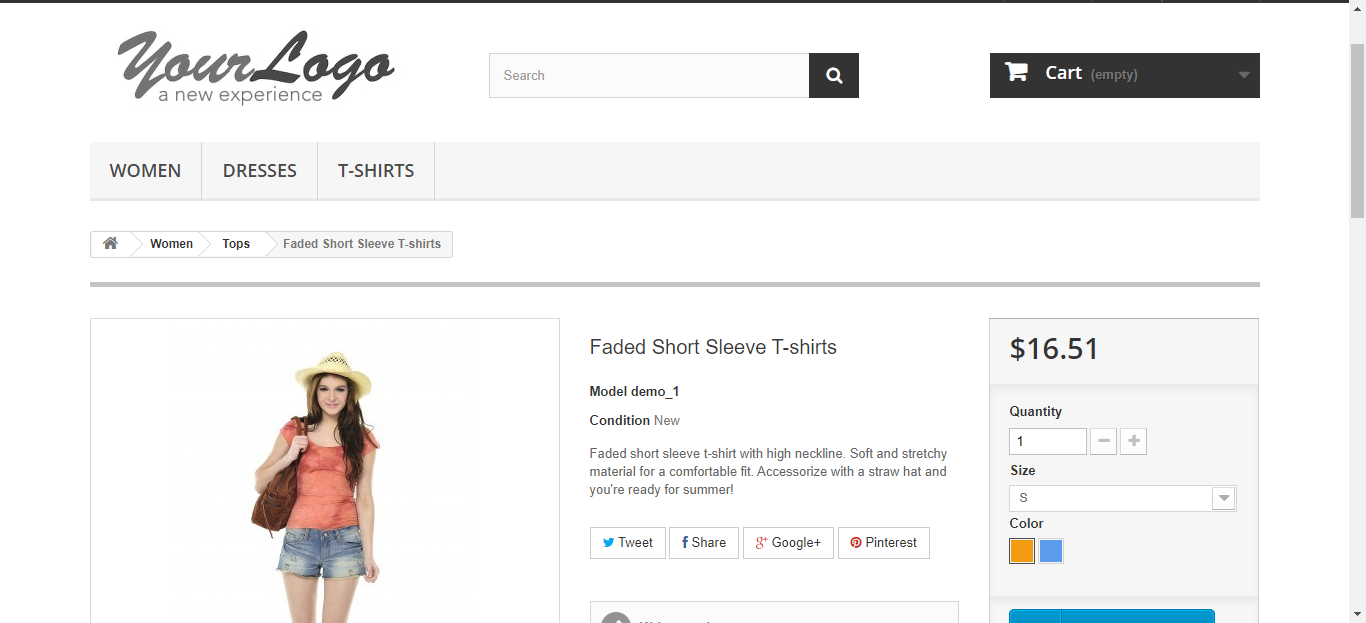 YourLogo
a new experience
Search
Cart (empty)
WOMEN
DRESSES
T-SHIRTS
Women
Tops
Faded Short Sleeve T-shirts
Faded Short Sleeve T-shirts
Model demo_1
Condition New
Faded short sleeve t-shirt with high neckline. Soft and stretchy
material for a comfortable fit. Accessorize with a straw hat and
you're ready for summer!
Tweet
Share
Google+
Pinterest
$16.51
Quantity
1
Size
S
Color